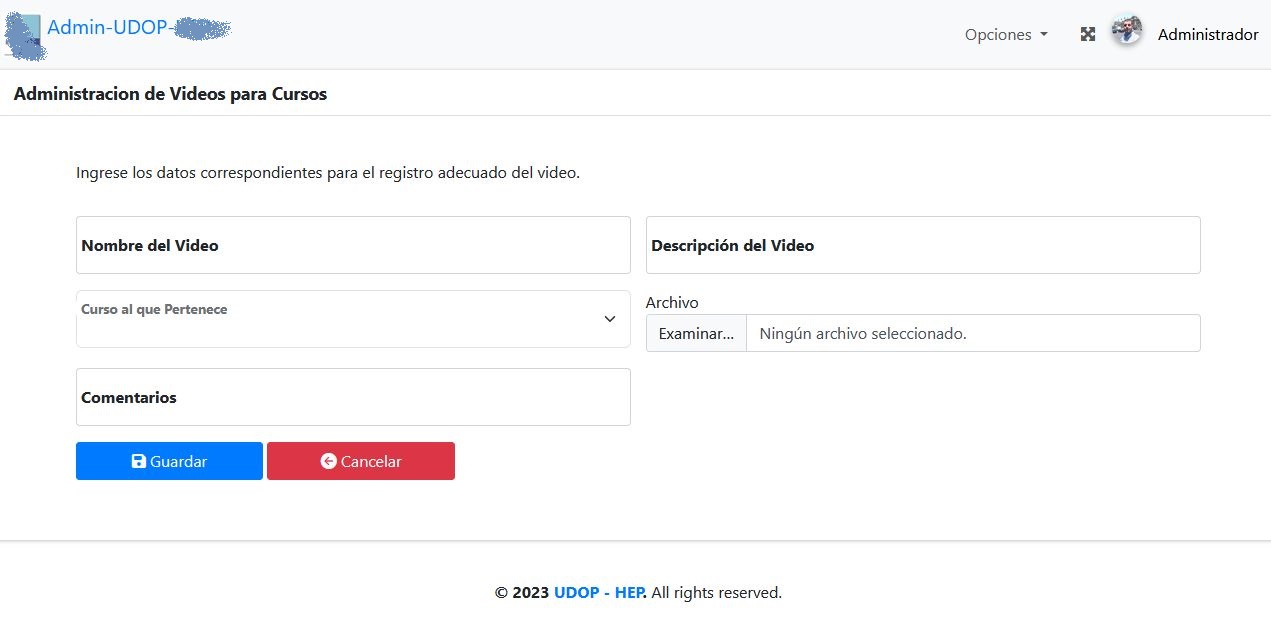 Admin-UDOP-
Opciones
Administrador
Administracion de Videos para Cursos
Ingrese los datos correspondientes para el registro adecuado del video.
Nombre del Video
Descripción del Video
Curso al que Pertenece
Archivo
Examinar... Ningún archivo seleccionado.
Comentarios
Guardar Cancelar
© 2023 UDOP - HEP. All rights reserved.